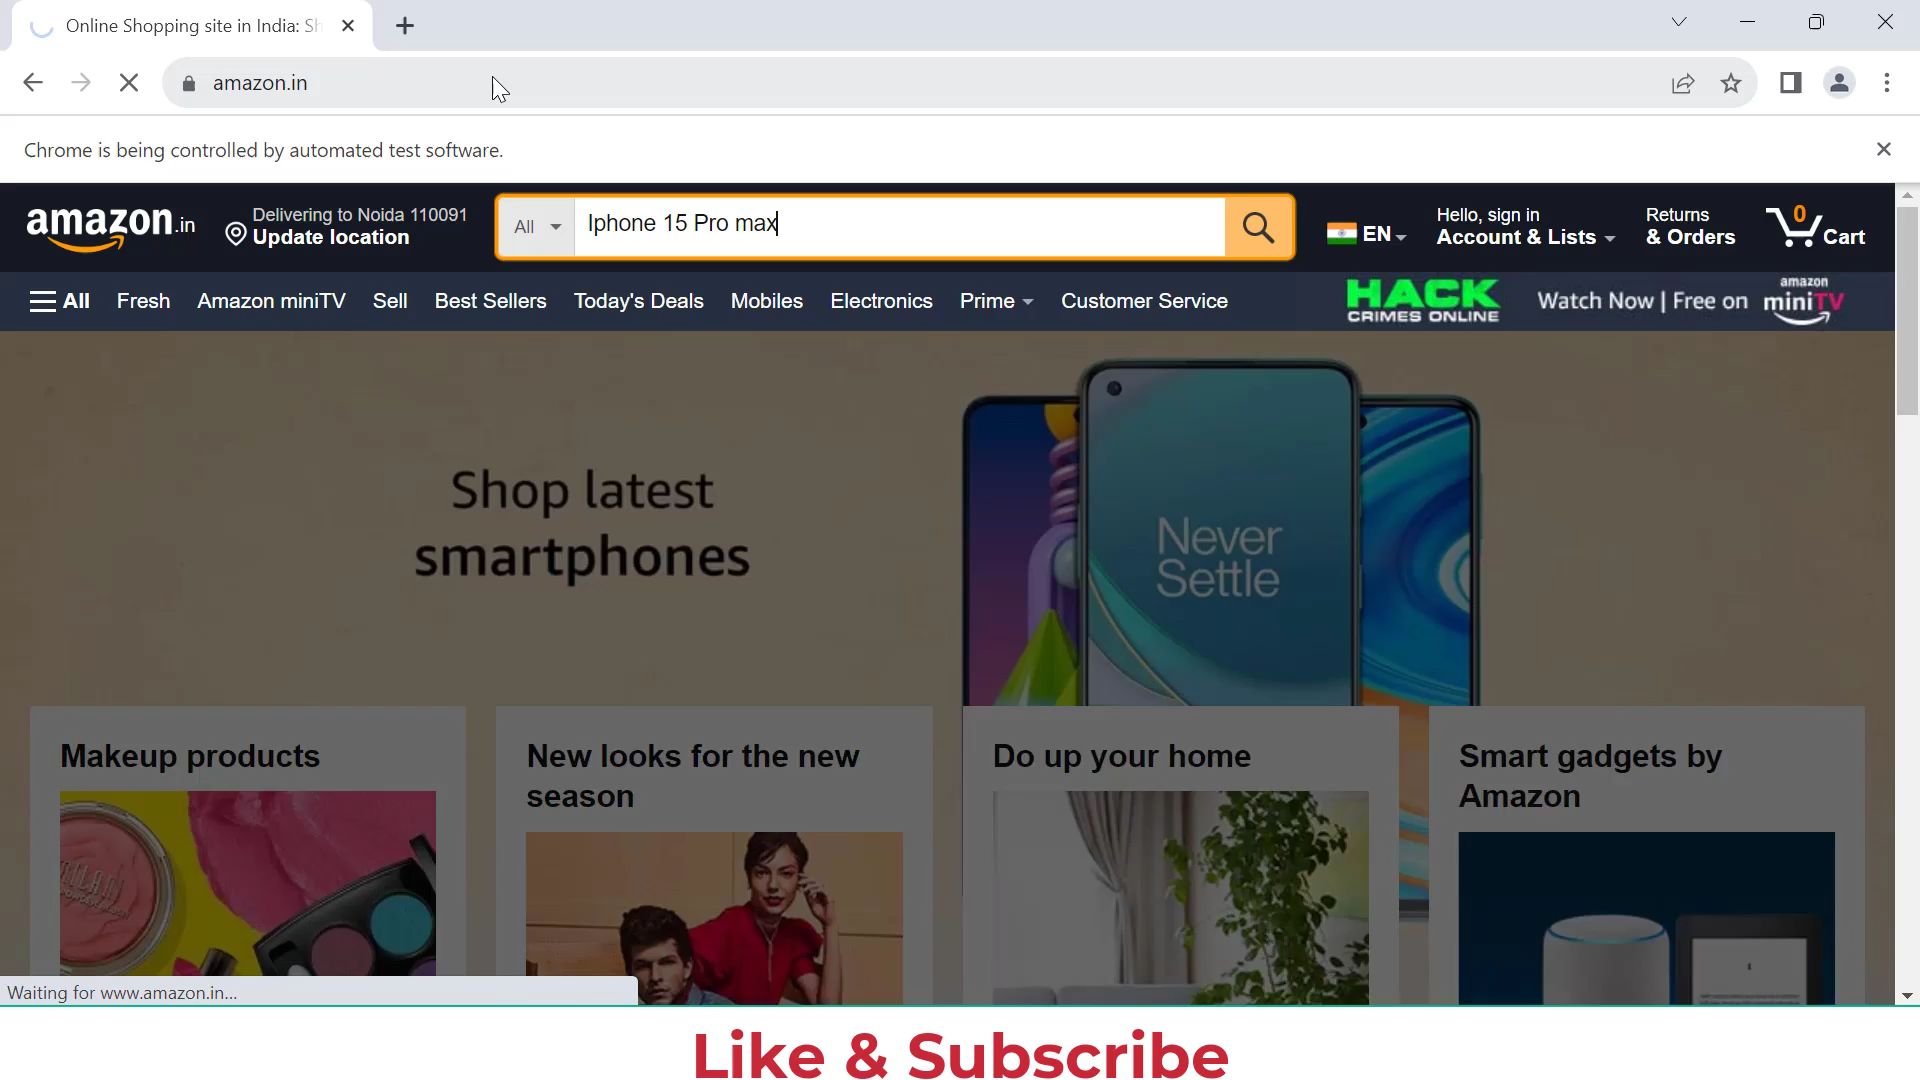 Online Shopping site in India: Sh
amazon.in
Chrome is being controlled by automated test software.
amazon.in
Delivering to Noida 110091
Update location
All
Iphone 15 Pro max
EN
Hello, sign in
Account & Lists
Returns
& Orders
0
Cart
All
Fresh
Amazon miniTV
Sell
Best Sellers
Today's Deals
Mobiles
Electronics
Prime
Customer Service
HACK
CRIMES ONLINE
Watch Now | Free on
amazon
miniTV
Shop latest
smartphones
Never
Settle
Makeup products
New looks for the new
season
Do up your home
Smart gadgets by
Amazon
Waiting for www.amazon.in...
Like & Subscribe